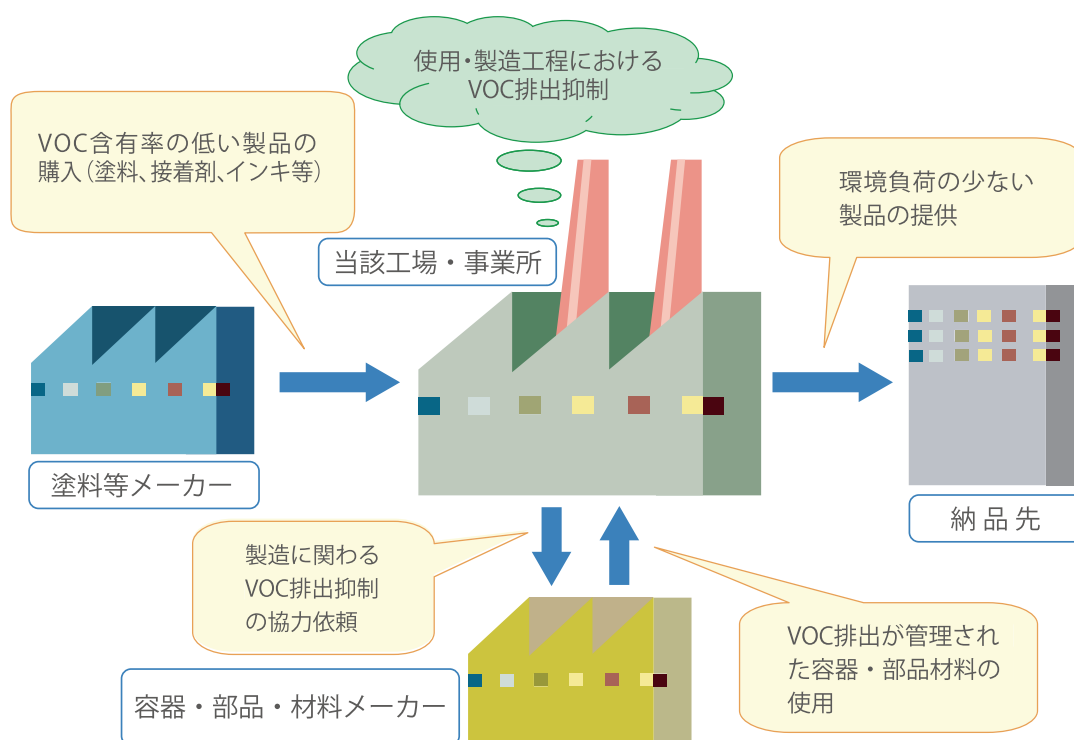 使用・製造工程における
VOC排出抑制
VOC含有率の低い製品の
購入（塗料、接着剤、インキ等）
環境負荷の少ない
製品の提供
当該工場・事業所
塗料等メーカー
納品先
製造に関わる
VOC排出抑制
の協力依頼
VOC排出が管理され
た容器・部品材料の
使用
容器・部品・材料メーカー